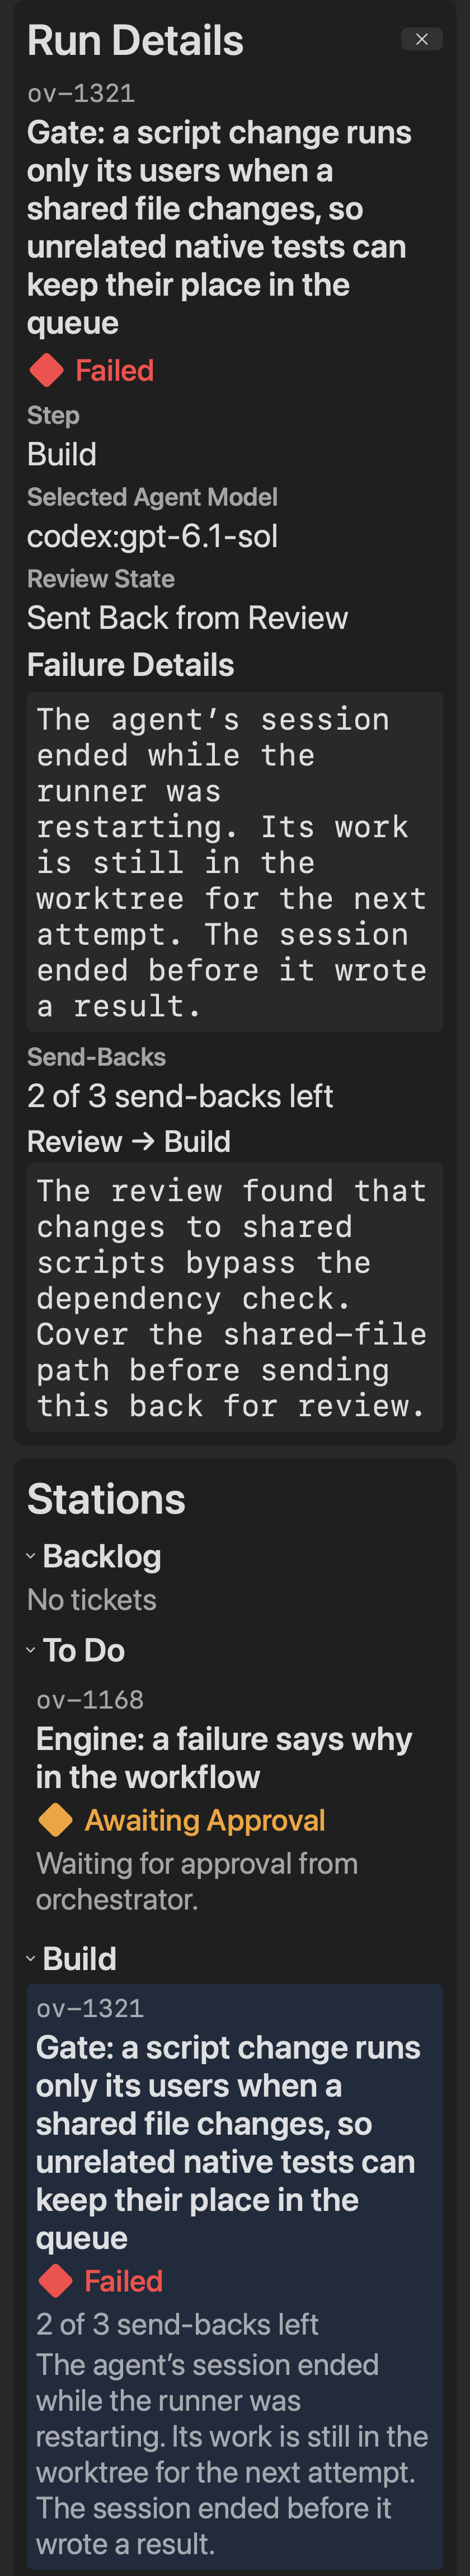 Run Details
ov-1321
Gate: a script change runs
only its users when a
shared file changes, so
unrelated native tests can
keep their place in the
queue
Failed
Step
Build
Selected Agent Model
codex:gpt-6.1-sol
Review State
Sent Back from Review
Failure Details
The agent’s session
ended while the
runner was
restarting. Its work
is still in the
worktree for the next
attempt. The session
ended before it wrote
a result.
Send-Backs
2 of 3 send-backs left
Review → Build
The review found that
changes to shared
scripts bypass the
dependency check.
Cover the shared-file
path before sending
this back for review.
Stations
Backlog
No tickets
To Do
ov-1168
Engine: a failure says why
in the workflow
Awaiting Approval
Waiting for approval from
orchestrator.
Build
ov-1321
Gate: a script change runs
only its users when a
shared file changes, so
unrelated native tests can
keep their place in the
queue
Failed
2 of 3 send-backs left
The agent’s session ended
while the runner was
restarting. Its work is still in the
worktree for the next attempt.
The session ended before it
wrote a result.